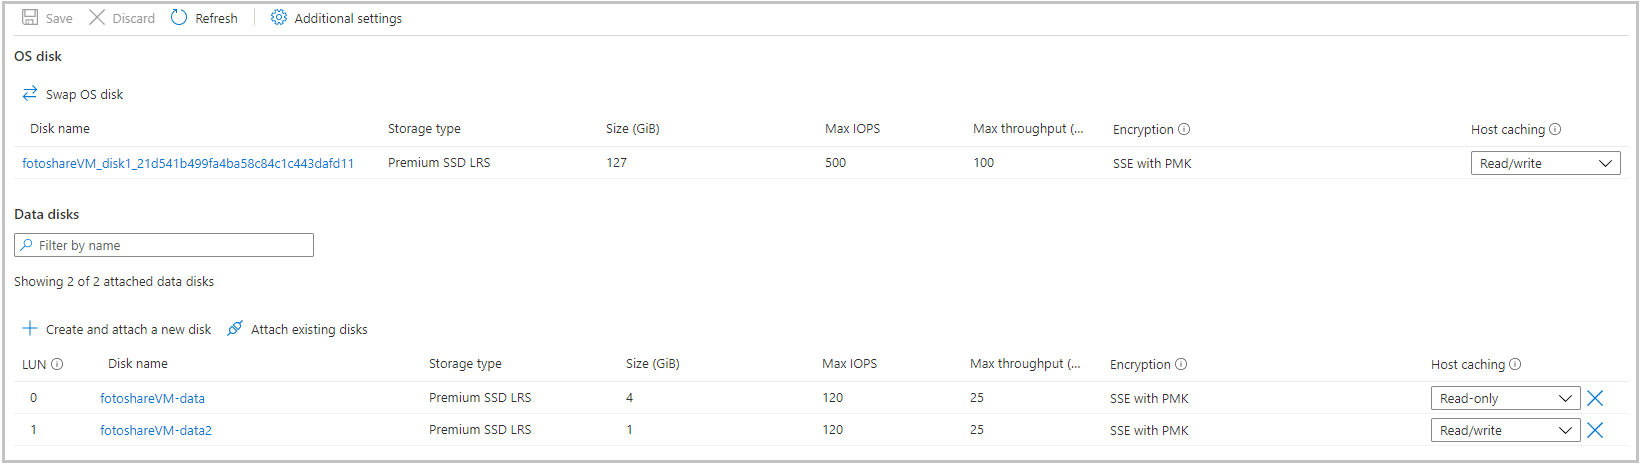 Save Discard Refresh Additional settings
OS disk
Swap OS disk
Disk name Storage type Size (GiB) Max IOPS Max throughput (... Encryption Host caching
fotoshareVM_disk1_21d541b499fa4ba58c84c1c443dafd11 Premium SSD LRS 127 500 100 SSE with PMK Read/write
Data disks
Filter by name
Showing 2 of 2 attached data disks
Create and attach a new disk Attach existing disks
LUN Disk name Storage type Size (GiB) Max IOPS Max throughput (... Encryption Host caching
0 fotoshareVM-data Premium SSD LRS 4 120 25 SSE with PMK Read-only
1 fotoshareVM-data2 Premium SSD LRS 1 120 25 SSE with PMK Read/write